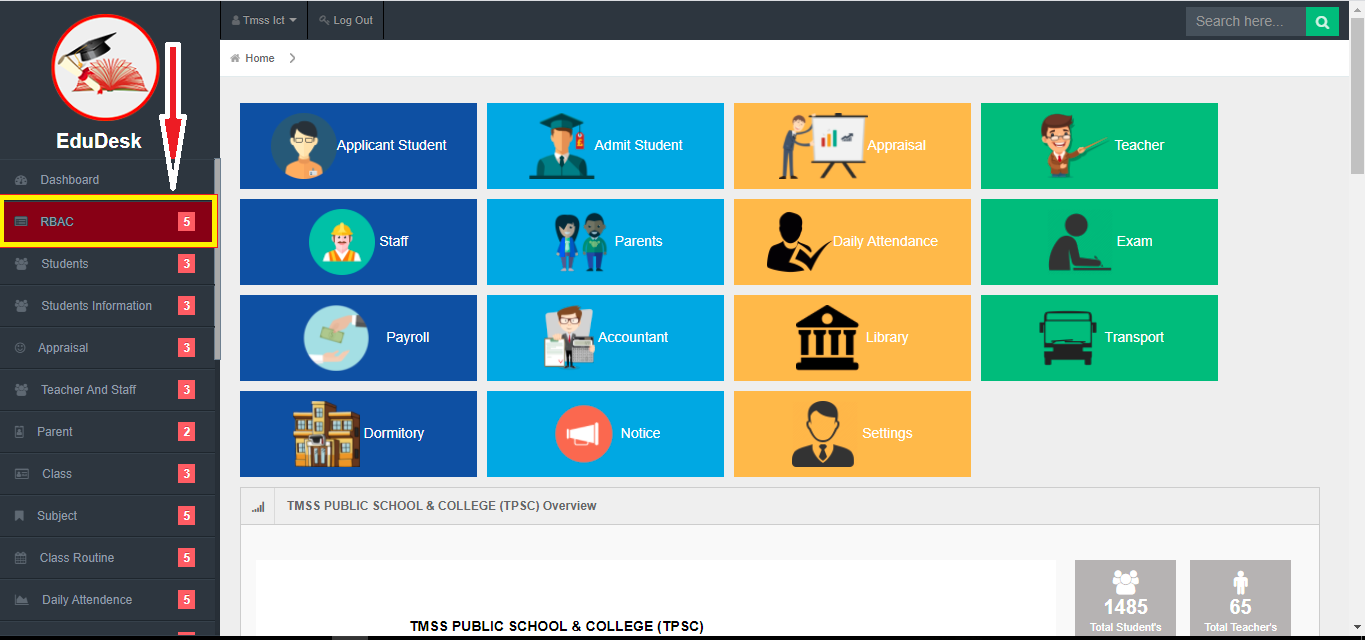 Tmss Ict
Log Out
Search here...
EduDesk
Home
Dashboard
RBAC 5
Students 3
Students Information 3
Appraisal 3
Teacher And Staff 3
Parent 2
Class 3
Subject 5
Class Routine 5
Daily Attendence 5
Applicant Student
Admit Student
Appraisal
Teacher
Staff
Parents
Daily Attendance
Exam
Payroll
Accountant
Library
Transport
Dormitory
Notice
Settings
TMSS PUBLIC SCHOOL & COLLEGE (TPSC) Overview
TMSS PUBLIC SCHOOL & COLLEGE (TPSC)
1485
Total Student's
65
Total Teacher's